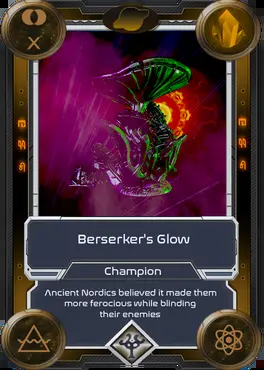 X
Berserker's Glow
Champion
Ancient Nordics believed it made them
more ferocious while blinding
their enemies